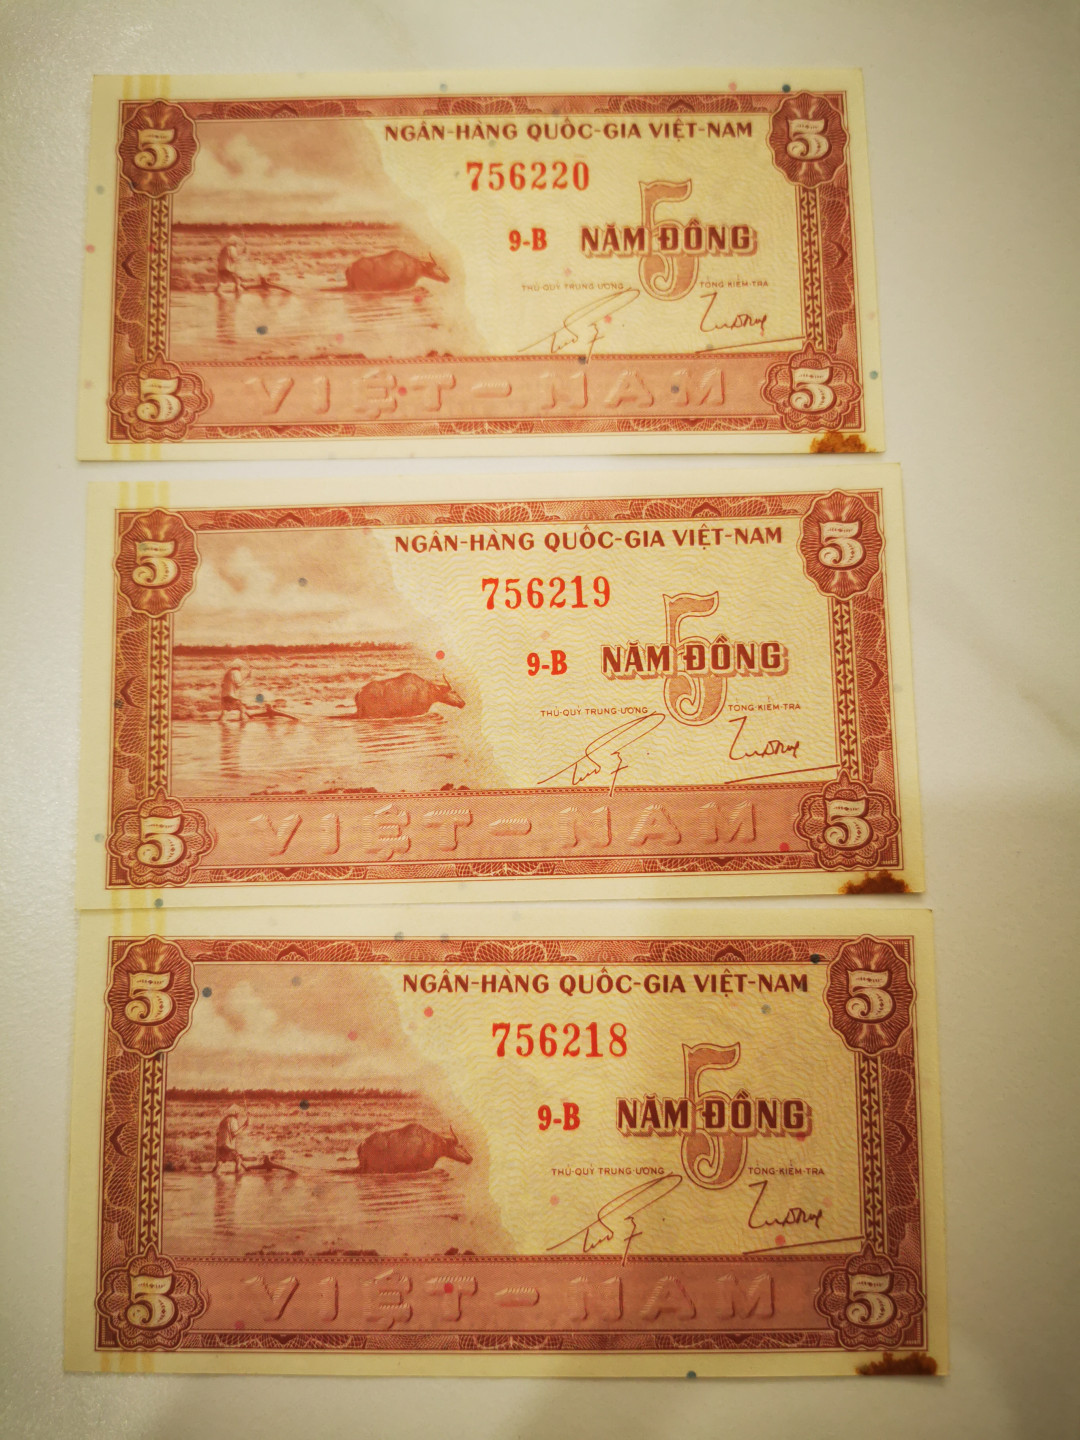 5 NGÂN-HÀNG QUỐC-GIA VIỆT-NAM 5
756220
5
9-B NĂM ĐỒNG
THỦ-QUỸ TRUNG-ƯƠNG TỔNG-KIỂM-TRA
5 VIỆT-NAM 5
5 NGÂN-HÀNG QUỐC-GIA VIỆT-NAM 5
756219
5
9-B NĂM ĐỒNG
THỦ-QUỸ TRUNG-ƯƠNG TỔNG-KIỂM-TRA
5 VIỆT-NAM 5
5 NGÂN-HÀNG QUỐC-GIA VIỆT-NAM 5
756218
5
9-B NĂM ĐỒNG
THỦ-QUỸ TRUNG-ƯƠNG TỔNG-KIỂM-TRA
5 VIỆT-NAM 5